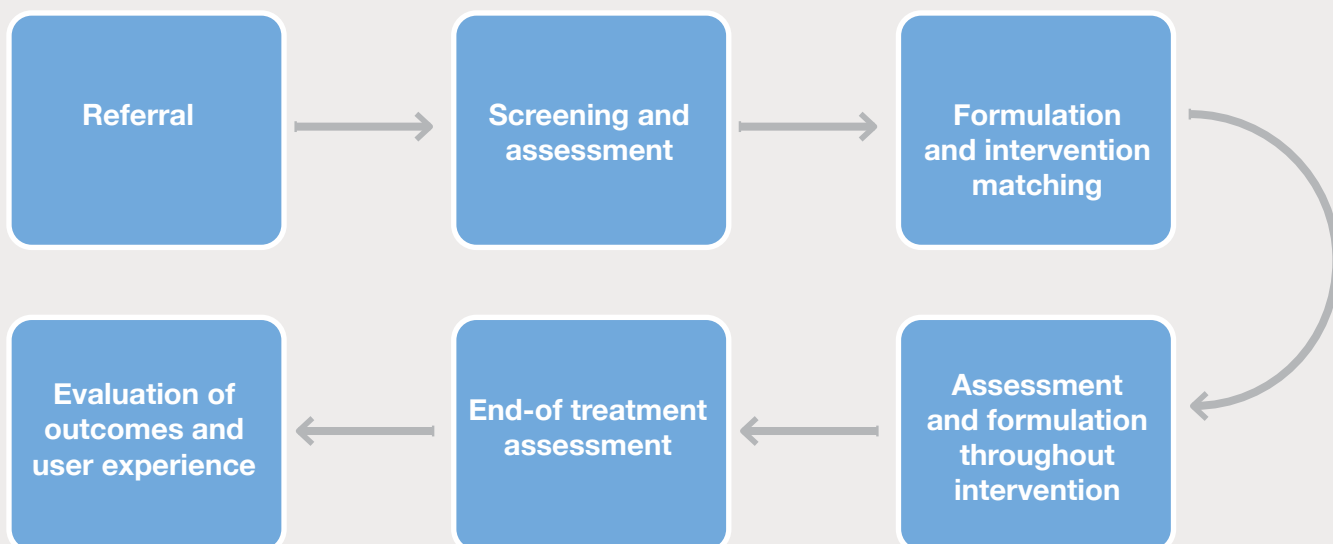 Referral
Screening and
assessment
Formulation
and intervention
matching
Assessment
and formulation
throughout
intervention
End-of treatment
assessment
Evaluation of
outcomes and
user experience